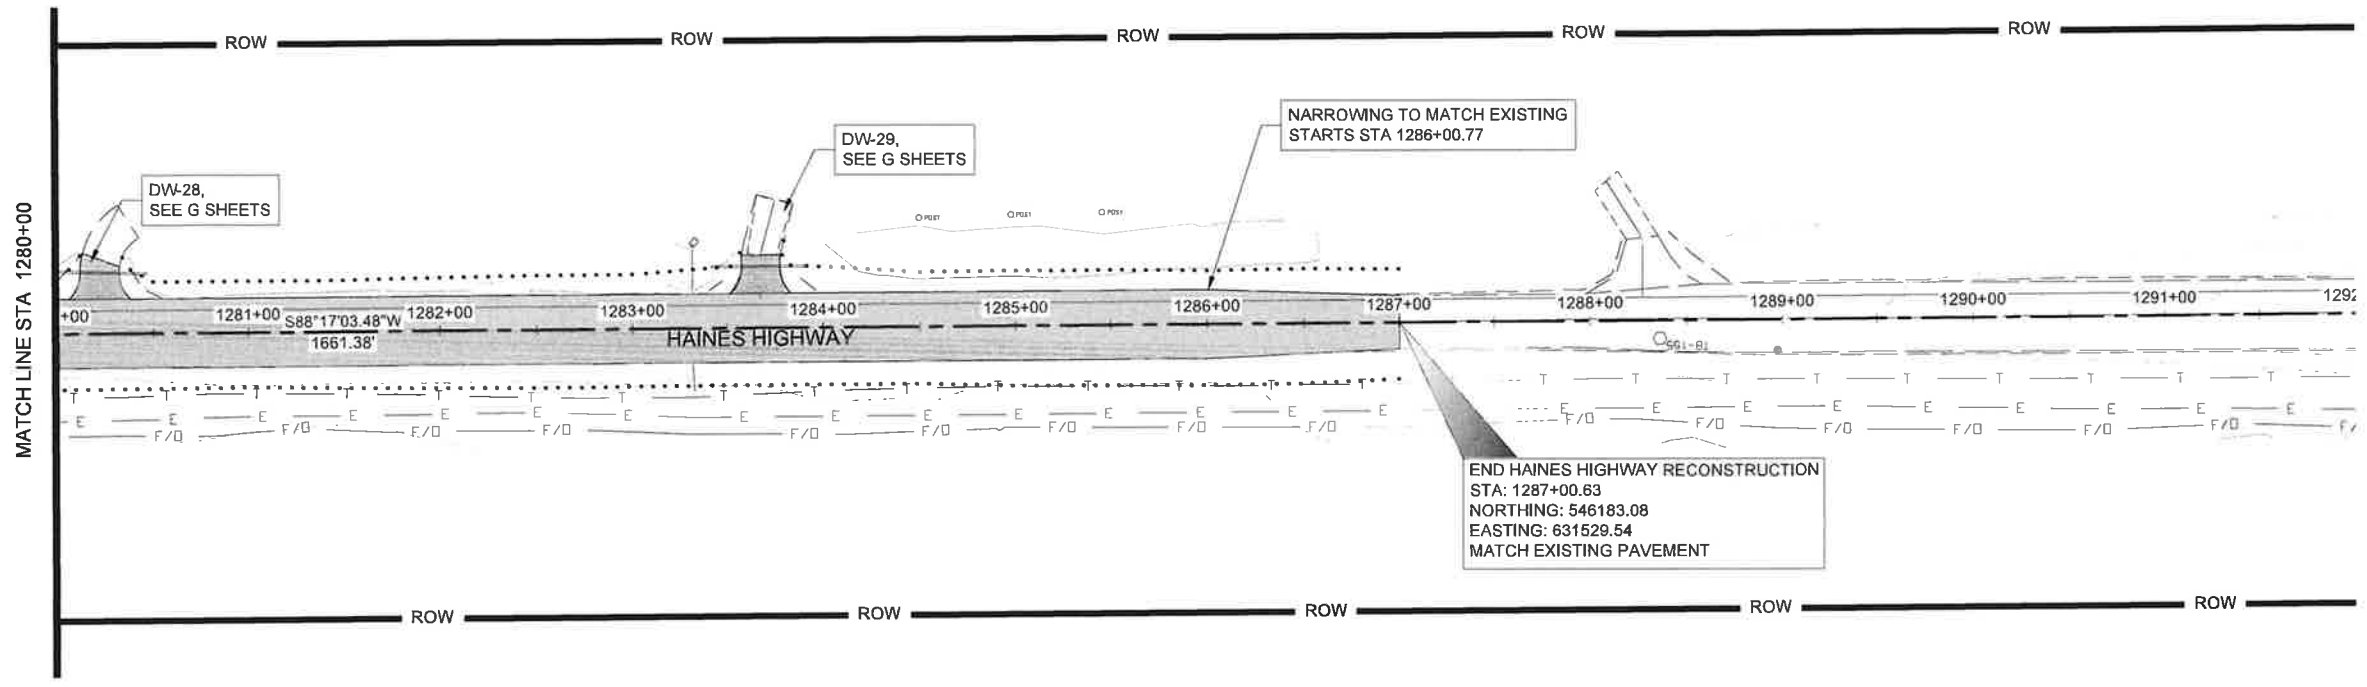 ROW ROW ROW ROW ROW
MATCH LINE STA 1280+00
DW-28,
SEE G SHEETS
DW-29,
SEE G SHEETS
NARROWING TO MATCH EXISTING
STARTS STA 1286+00.77
POST POST POST
+00 1281+00 1282+00 1283+00 1284+00 1285+00 1286+00 1287+00 1288+00 1289+00 1290+00 1291+00 1292
S88°17'03.48"W
1661.38'
HAINES HIGHWAY
T T T T T T T T T T T T T T T T T T T T T T T T
E E E E E E E E E E E E E E E E E E E E E E E E
F/O F/O F/O F/O F/O F/O F/O F/O F/O F/O F/O F/O F/O F/O F/O F/
END HAINES HIGHWAY RECONSTRUCTION
STA: 1287+00.63
NORTHING: 546183.08
EASTING: 631529.54
MATCH EXISTING PAVEMENT
ROW ROW ROW ROW ROW